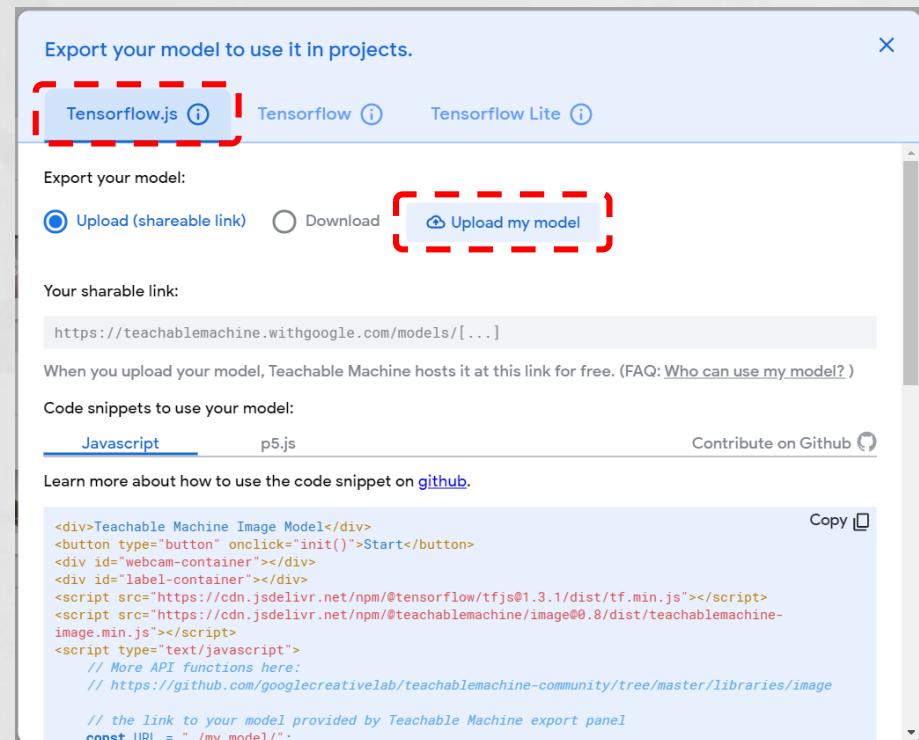 Export your model to use it in projects.
Tensorflow.js Tensorflow Tensorflow Lite
Export your model:
Upload (shareable link) Download Upload my model
Your sharable link:
https://teachablemachine.withgoogle.com/models/[...]
When you upload your model, Teachable Machine hosts it at this link for free. (FAQ: Who can use my model? )
Code snippets to use your model:
Javascript p5.js Contribute on Github
Learn more about how to use the code snippet on github.
Copy
<div>Teachable Machine Image Model</div>
<button type="button" onclick="init()">Start</button>
<div id="webcam-container"></div>
<div id="label-container"></div>
<script src="https://cdn.jsdelivr.net/npm/@tensorflow/tfjs@1.3.1/dist/tf.min.js"></script>
<script src="https://cdn.jsdelivr.net/npm/@teachablemachine/image@0.8/dist/teachablemachine-
image.min.js"></script>
<script type="text/javascript">
// More API functions here:
// https://github.com/googlecreativelab/teachablemachine-community/tree/master/libraries/image
// the link to your model provided by Teachable Machine export panel
const URL = "./my_model/";